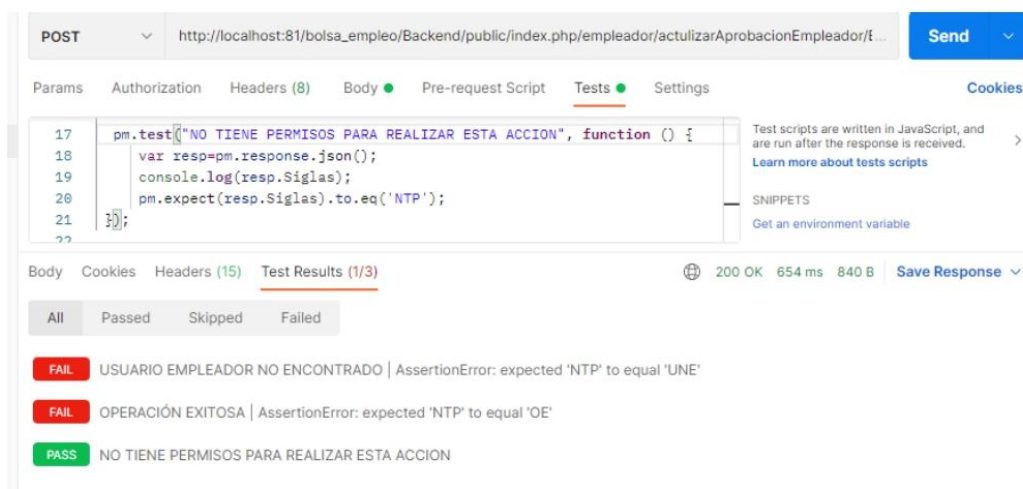 POST http://localhost:81/bolsa_empleo/Backend/public/index.php/empleador/actulizarAprobacionEmpleador/E... Send
Params Authorization Headers (8) Body Pre-request Script Tests Settings Cookies
17 pm.test("NO TIENE PERMISOS PARA REALIZAR ESTA ACCION", function () {
18 var resp=pm.response.json();
19 console.log(resp.Siglas);
20 pm.expect(resp.Siglas).to.eq('NTP');
21 });
22
Test scripts are written in JavaScript, and
are run after the response is received.
Learn more about tests scripts
SNIPPETS
Get an environment variable
Body Cookies Headers (15) Test Results (1/3) 200 OK 654 ms 840 B Save Response
All Passed Skipped Failed
FAIL USUARIO EMPLEADOR NO ENCONTRADO | AssertionError: expected 'NTP' to equal 'UNE'
FAIL OPERACIÓN EXITOSA | AssertionError: expected 'NTP' to equal 'OE'
PASS NO TIENE PERMISOS PARA REALIZAR ESTA ACCION